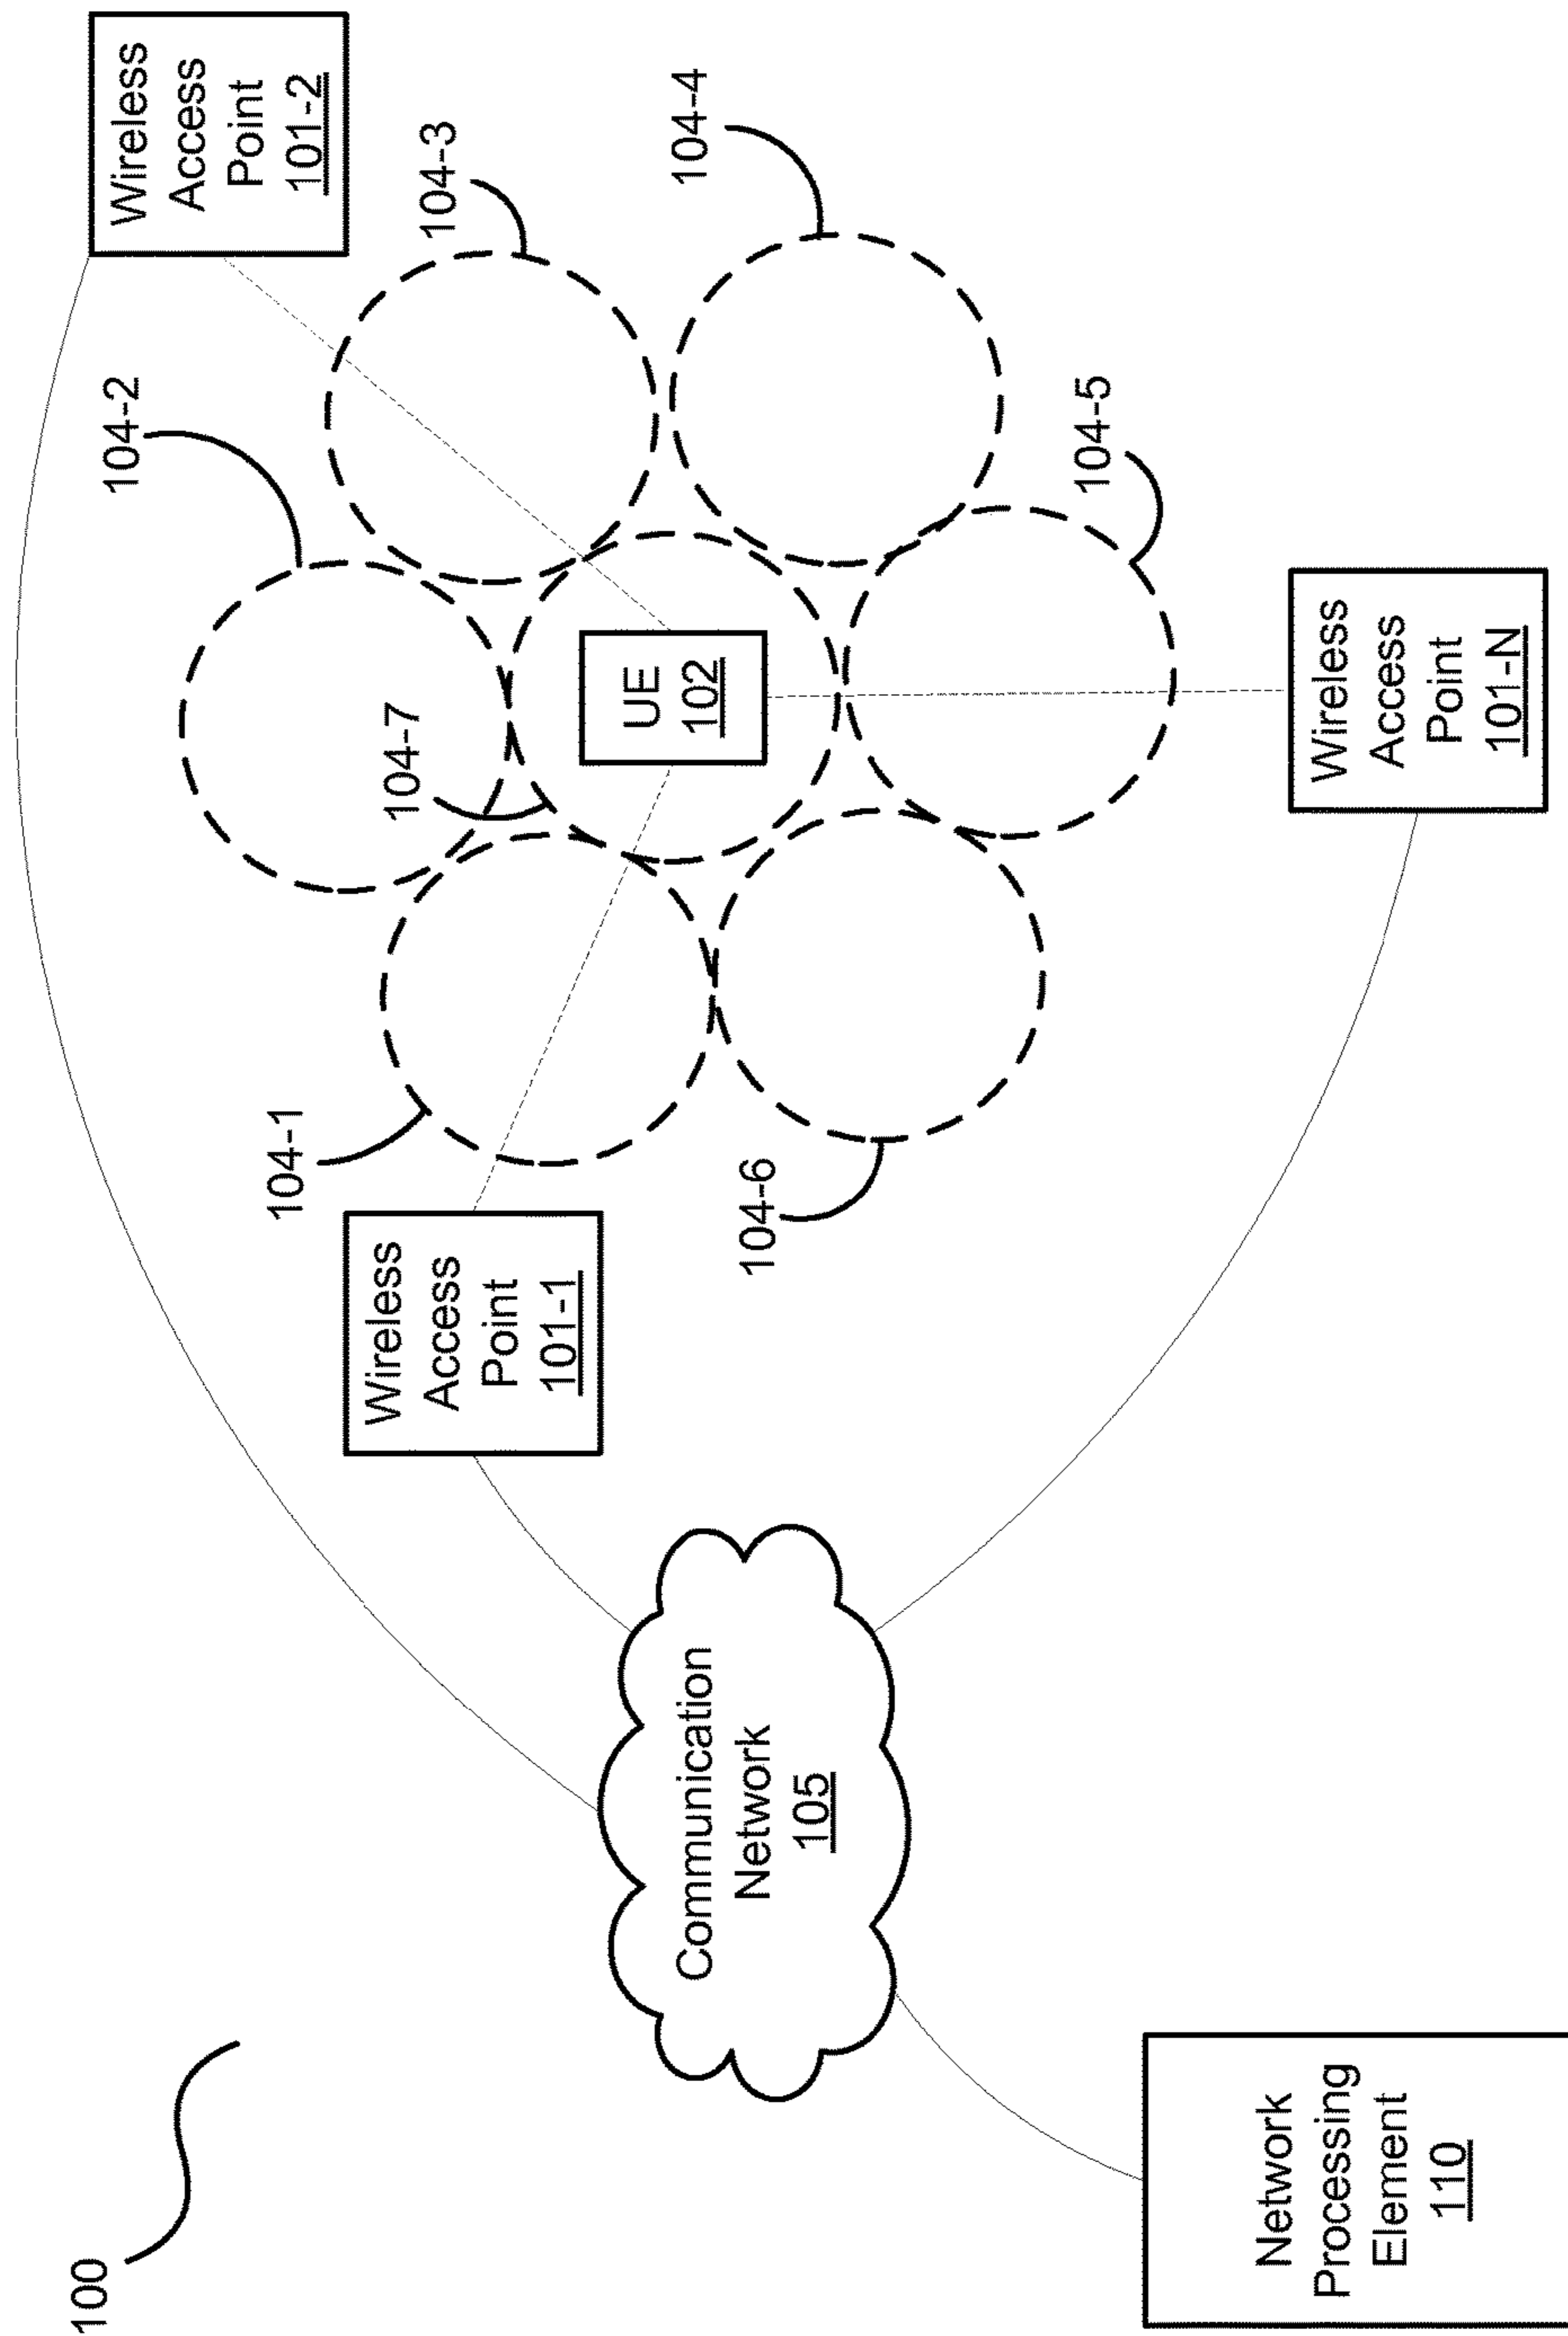 100
Network
Processing
Element
110
Communication
Network
105
Wireless
Access
Point
101-1
Wireless
Access
Point
101-2
Wireless
Access
Point
101-N
UE
102
104-1
104-2
104-3
104-4
104-5
104-6
104-7